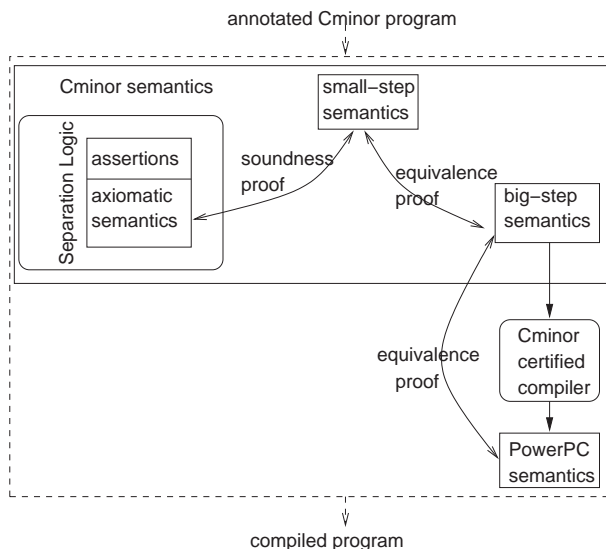 annotated Cminor program
Cminor semantics
small-step
semantics
Separation Logic
assertions
axiomatic
semantics
soundness
proof
equivalence
proof
big-step
semantics
equivalence
proof
Cminor
certified
compiler
PowerPC
semantics
compiled program